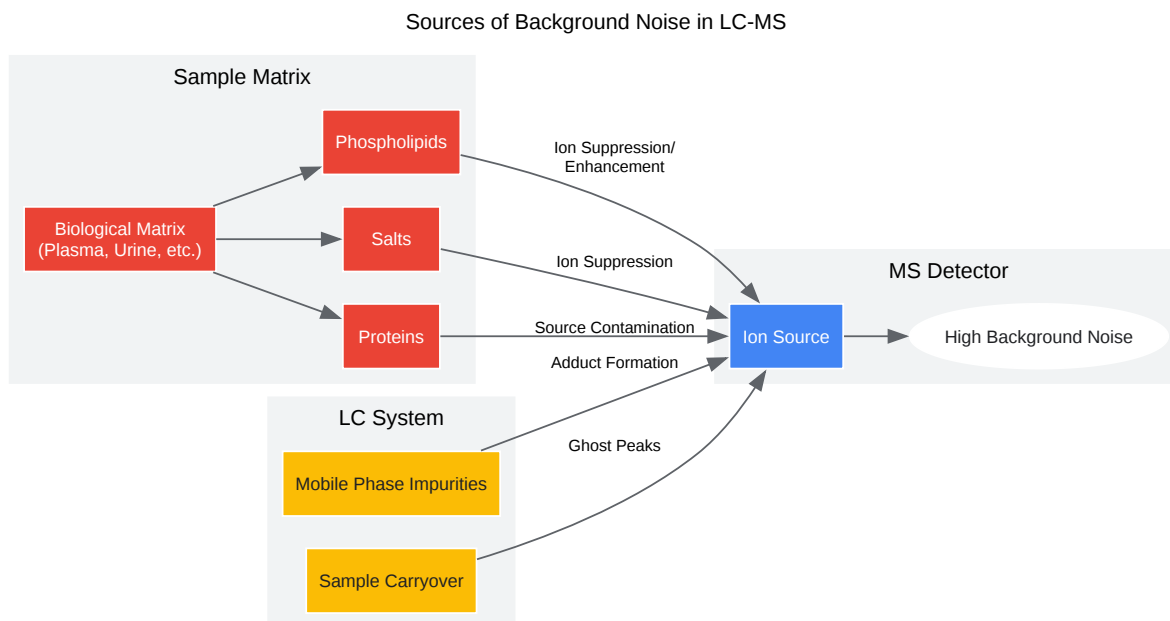 Sources of Background Noise in LC-MS
Sample Matrix
Phospholipids
Biological Matrix
(Plasma, Urine, etc.)
Salts
Proteins
Ion Suppression/
Enhancement
Ion Suppression
Source Contamination
Adduct Formation
Ghost Peaks
MS Detector
Ion Source
High Background Noise
LC System
Mobile Phase Impurities
Sample Carryover